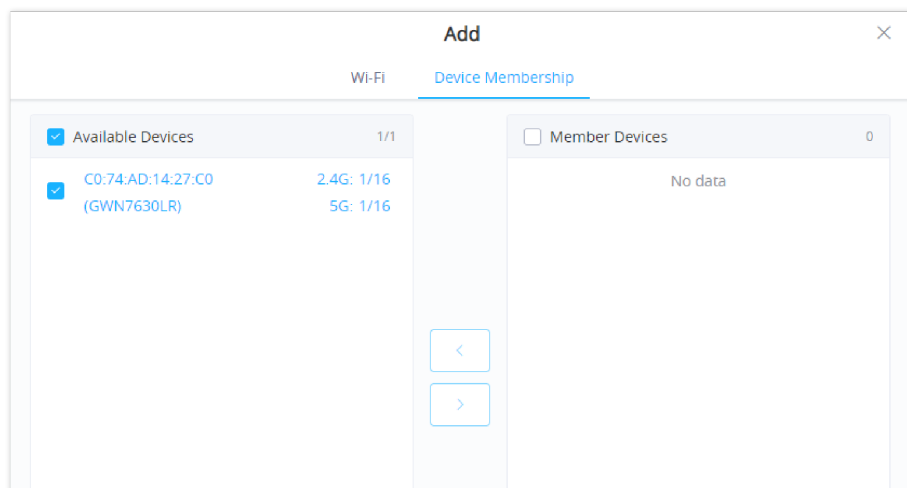 Add
Wi-Fi Device Membership
Available Devices 1/1
C0:74:AD:14:27:C0 2.4G: 1/16
(GWN7630LR) 5G: 1/16
Member Devices 0
No data